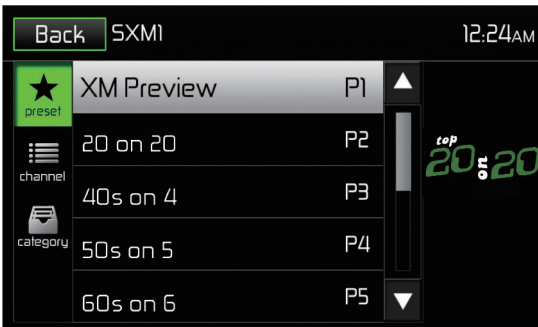 Back SXM1 12:24AM
preset
channel
category
XM Preview P1
20 on 20 P2
40s on 4 P3
50s on 5 P4
60s on 6 P5
top
20 on 20